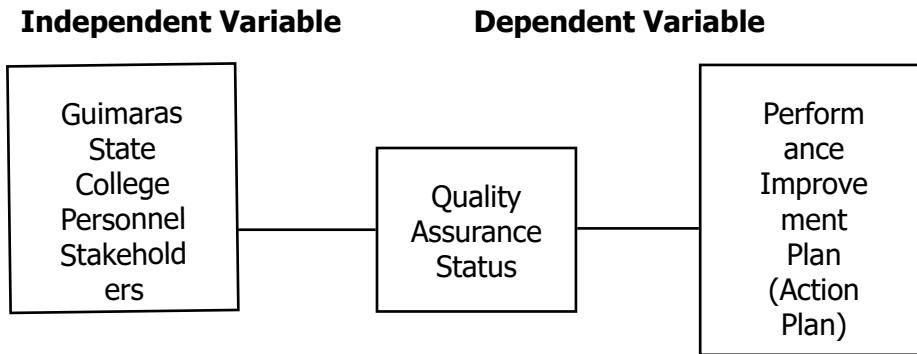 Independent Variable
Dependent Variable
Guimaras
State
College
Personnel
Stakehold
ers
Quality
Assurance
Status
Perform
ance
Improve
ment
Plan
(Action
Plan)